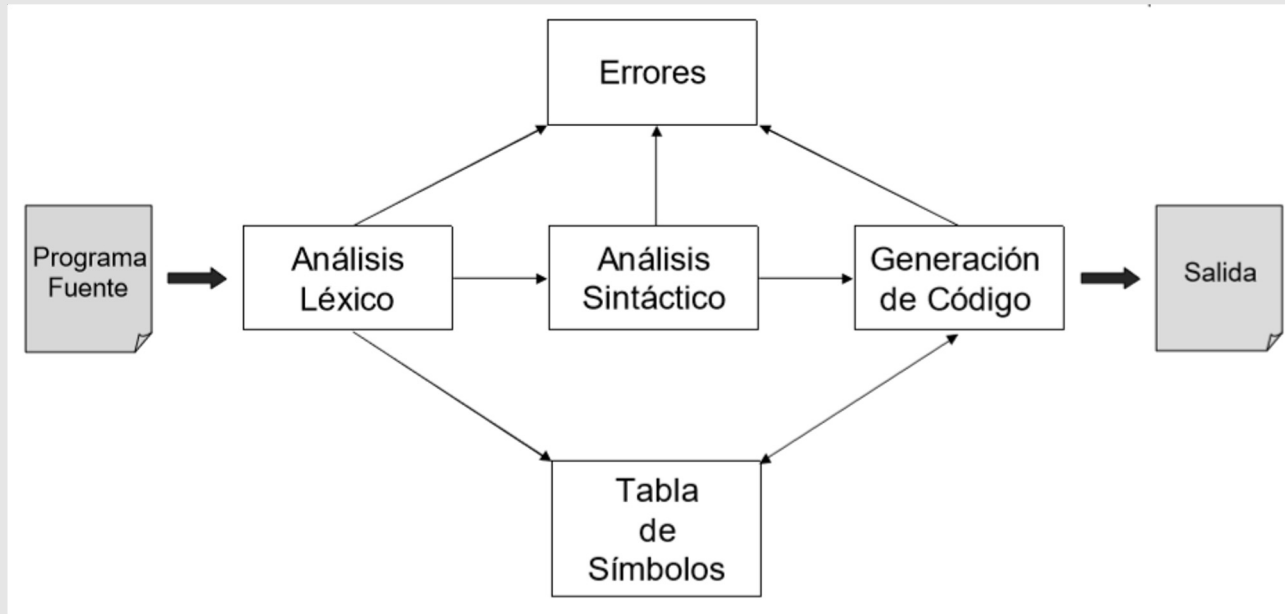 Errores
Programa
Fuente
Análisis
Léxico
Análisis
Sintáctico
Generación
de Código
Salida
Tabla
de
Símbolos